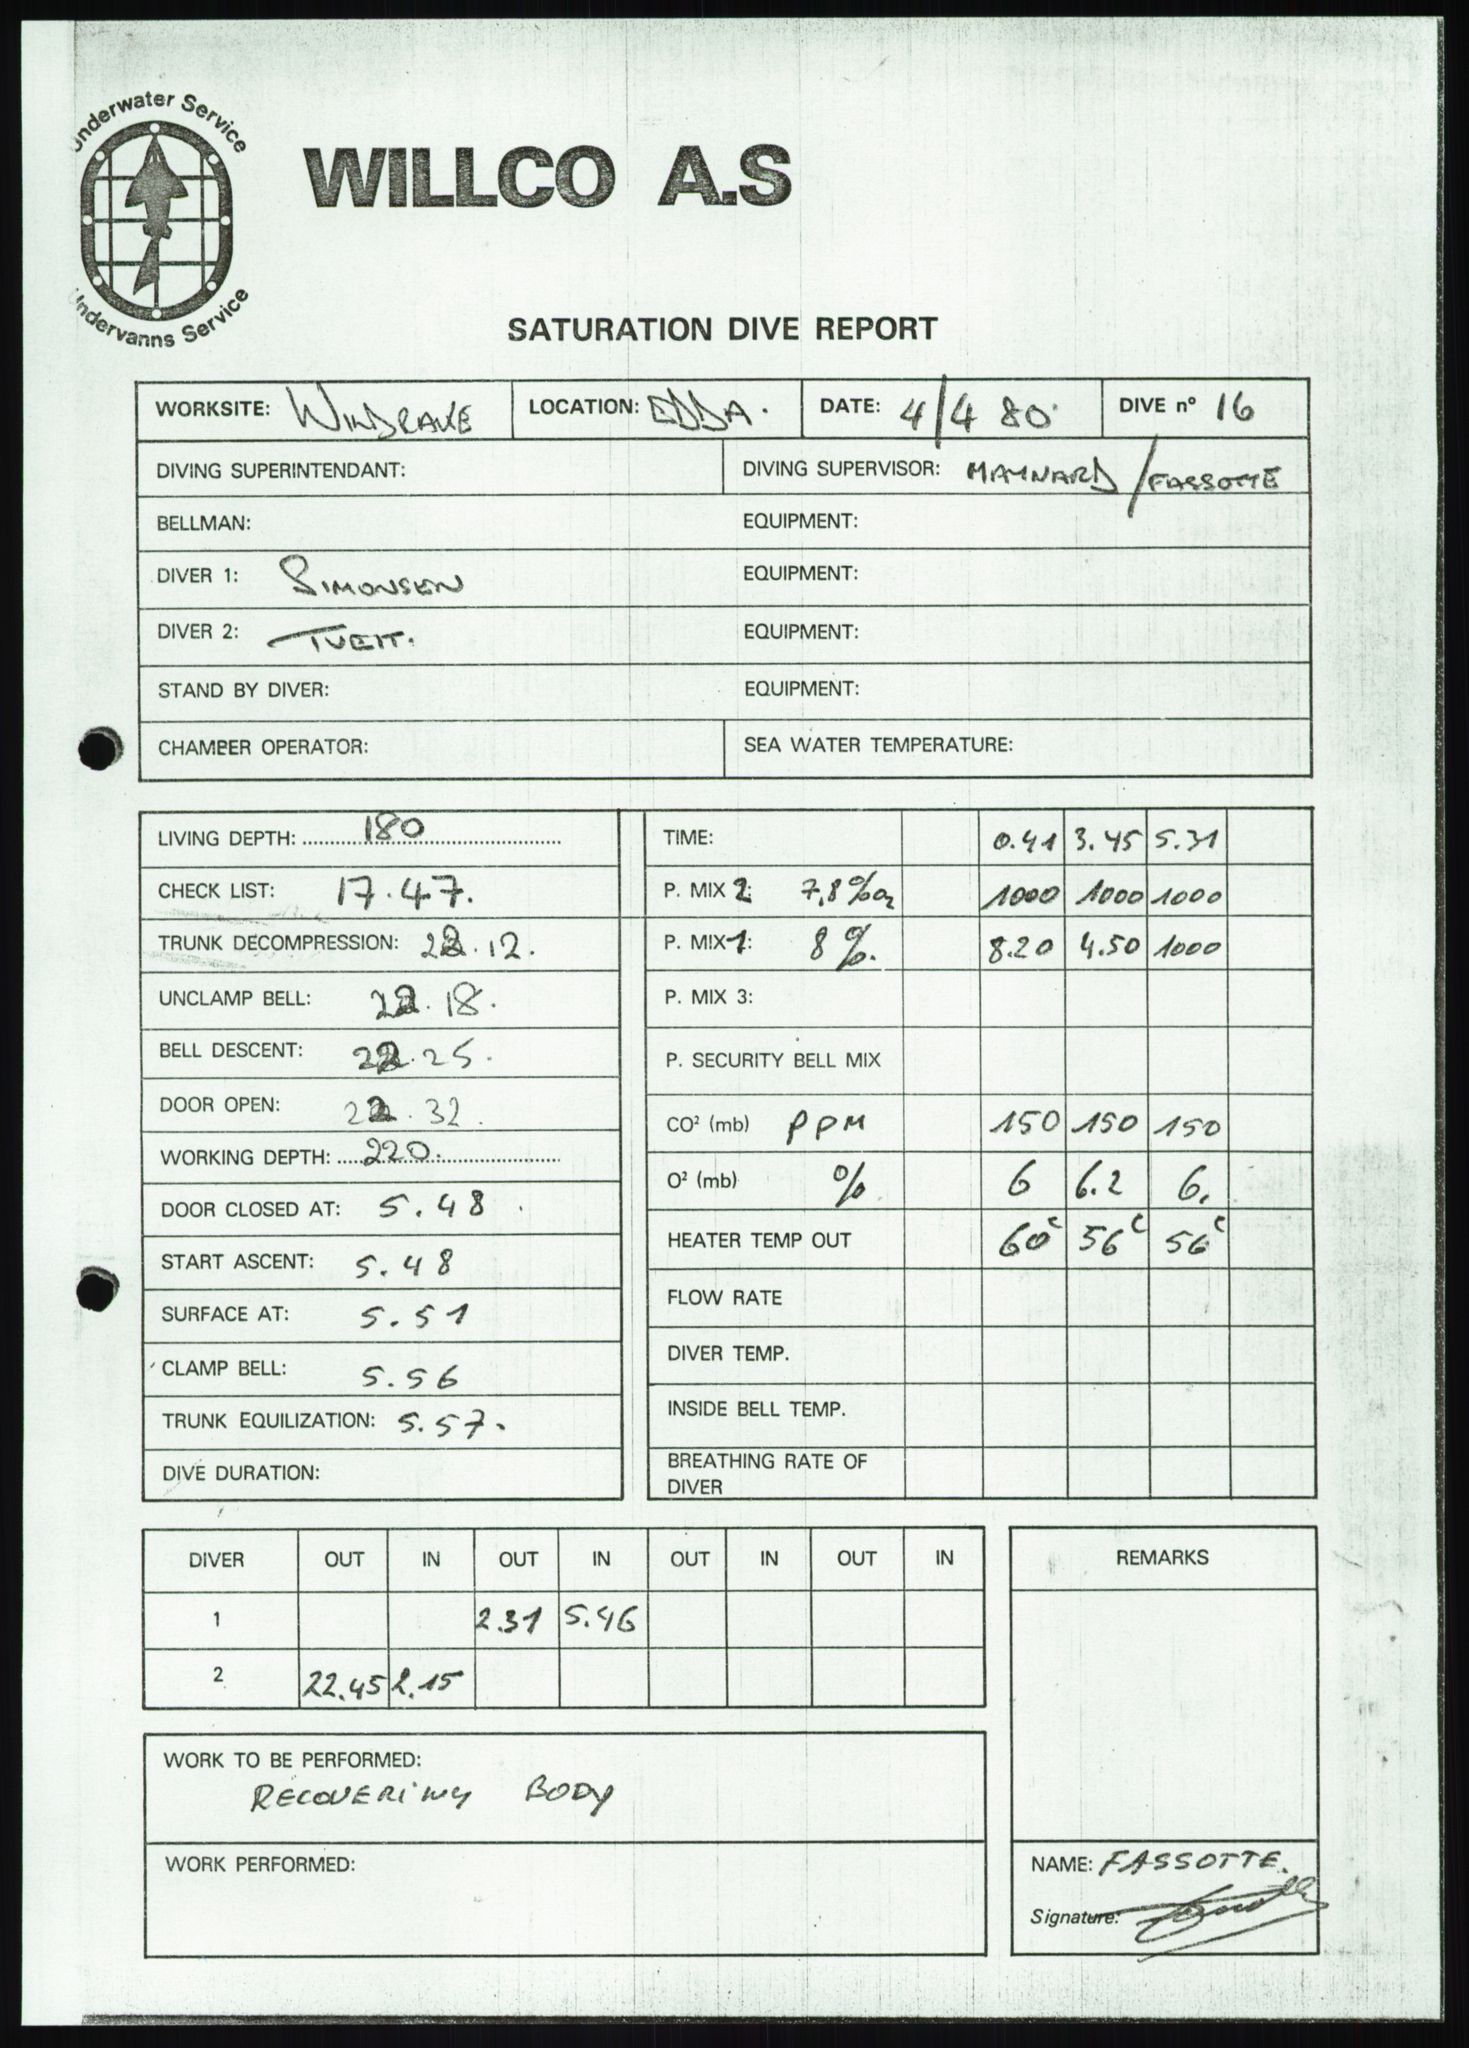 Underwater Service
Undervanns Service
WILLCO A.S
SATURATION DIVE REPORT
WORKSITE: WINDRAKE LOCATION: EDDA. DATE: 4/4 80 DIVE n° 16
DIVING SUPERINTENDANT: DIVING SUPERVISOR: MAYNARD / FASSOTTE
BELLMAN: EQUIPMENT:
DIVER 1: SIMONSEN EQUIPMENT:
DIVER 2: TVEIT. EQUIPMENT:
STAND BY DIVER: EQUIPMENT:
CHAMBER OPERATOR: SEA WATER TEMPERATURE:
LIVING DEPTH: 180
CHECK LIST: 17.47.
TRUNK DECOMPRESSION: 22.12.
UNCLAMP BELL: 22.18.
BELL DESCENT: 22.25.
DOOR OPEN: 22.32.
WORKING DEPTH: 220.
DOOR CLOSED AT: 5.48.
START ASCENT: 5.48
SURFACE AT: 5.51
CLAMP BELL: 5.56
TRUNK EQUILIZATION: 5.57.
DIVE DURATION:
TIME: 0.41 3.45 5.31
P. MIX 2: 7,8% O2 1000 1000 1000
P. MIX 1: 8%. 8.20 4.50 1000
P. MIX 3:
P. SECURITY BELL MIX
CO² (mb) PPM 150 150 150
O² (mb) % 6 6.2 6.
HEATER TEMP OUT 60c 56c 56c
FLOW RATE
DIVER TEMP.
INSIDE BELL TEMP.
BREATHING RATE OF
DIVER
DIVER OUT IN OUT IN OUT IN OUT IN
1 2.31 5.46
2 22.45 2.15
REMARKS
WORK TO BE PERFORMED:
RECOVERING BODY
WORK PERFORMED:
NAME: FASSOTTE.
Signature: